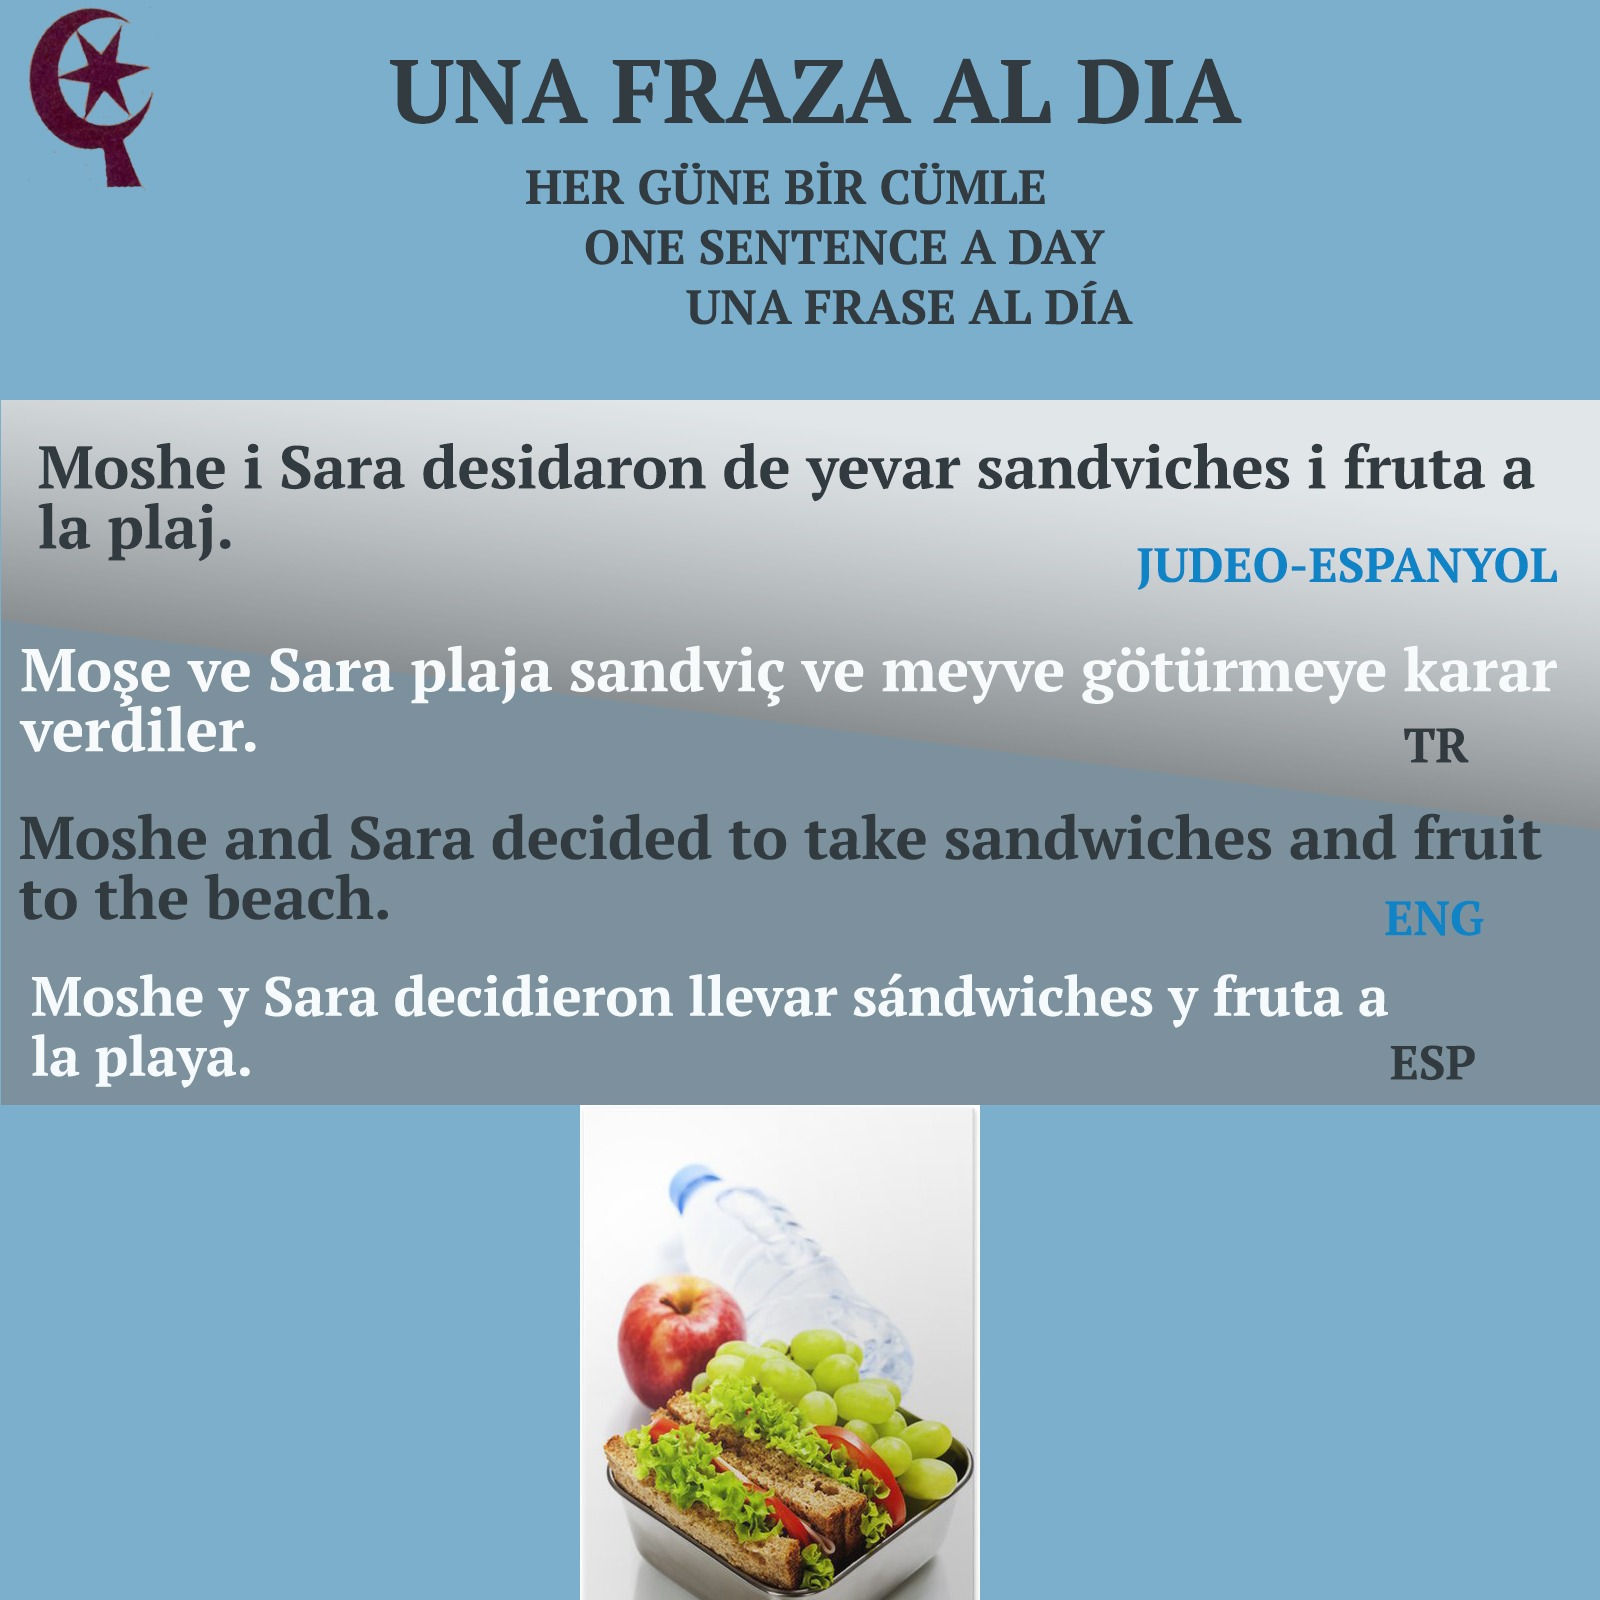 UNA FRAZA AL DIA
HER GÜNE BİR CÜMLE
ONE SENTENCE A DAY
UNA FRASE AL DÍA
Moshe i Sara desidaron de yevar sandviches i fruta a
la plaj.
JUDEO-ESPANYOL
Moşe ve Sara plaja sandviç ve meyve götürmeye karar
verdiler.
TR
Moshe and Sara decided to take sandwiches and fruit
to the beach.
ENG
Moshe y Sara decidieron llevar sándwiches y fruta a
la playa.
ESP